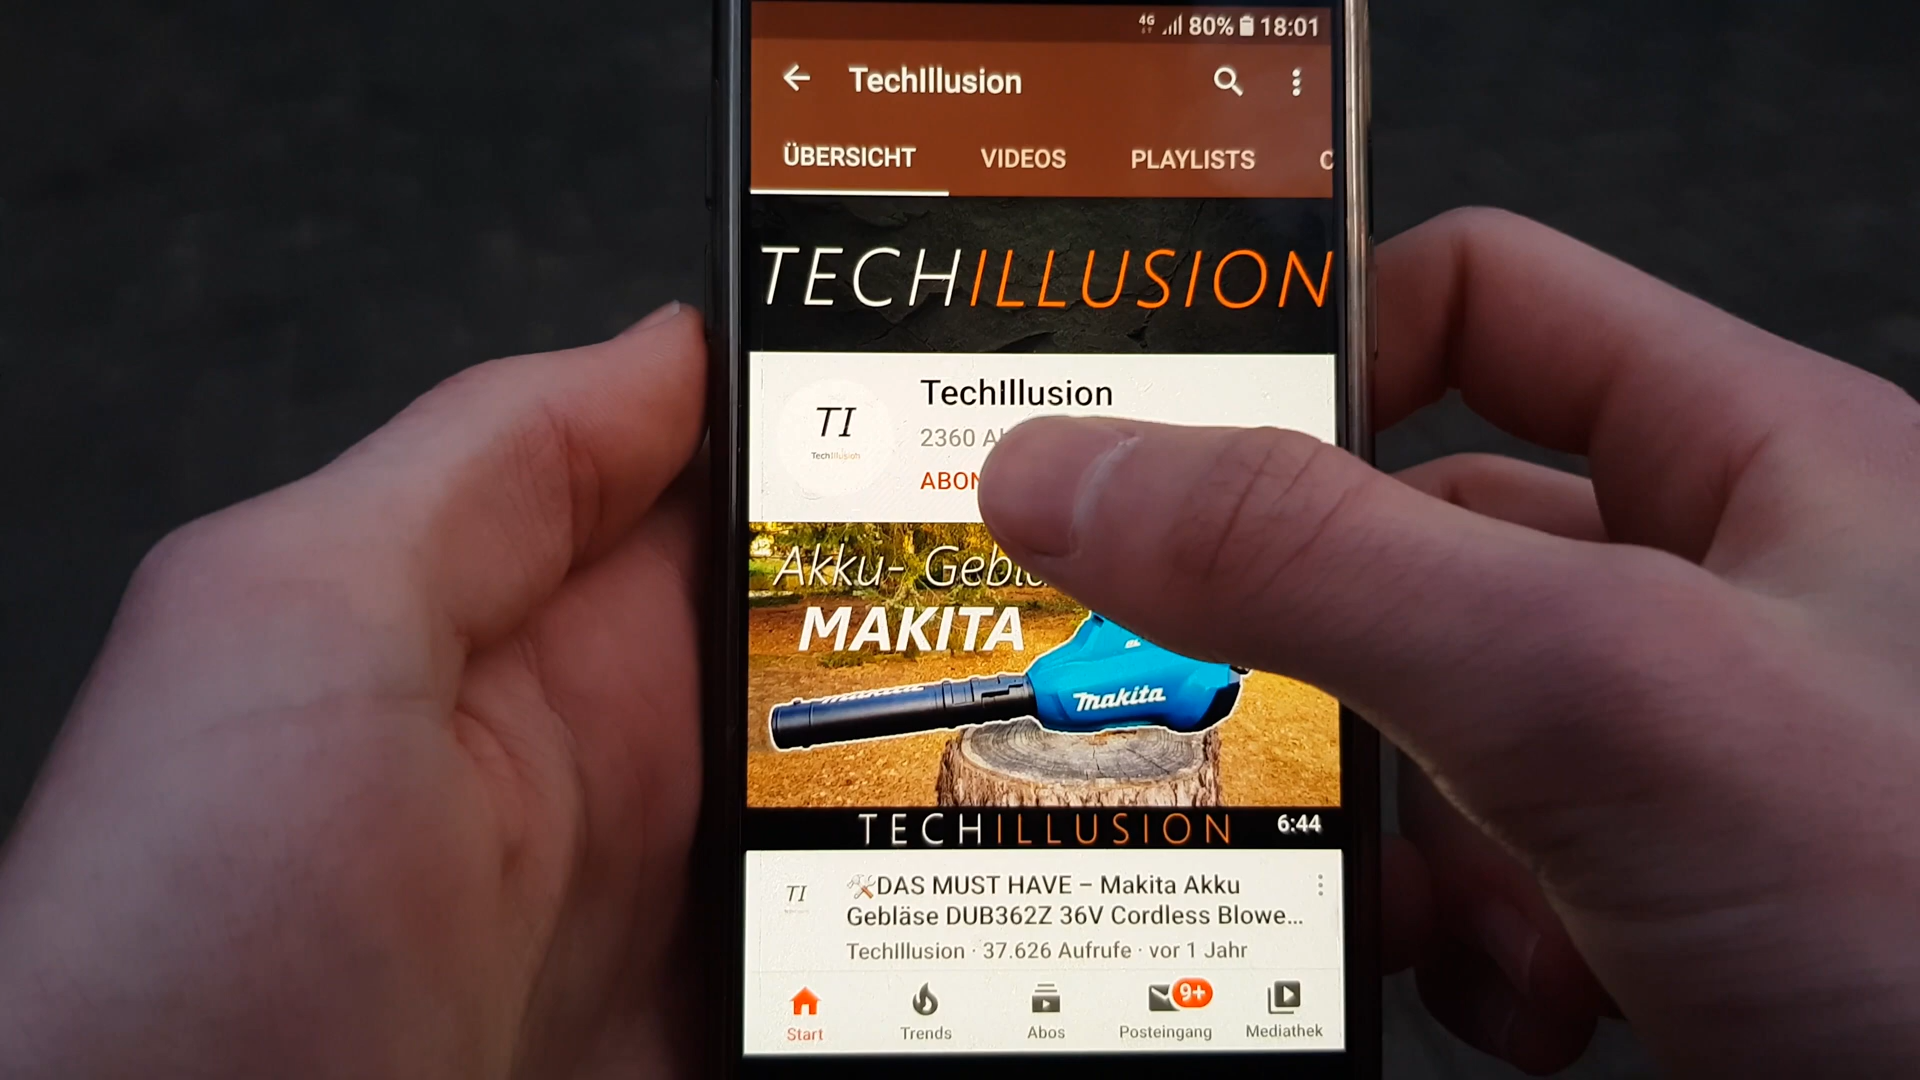 4G 80% 18:01
TechIllusion
ÜBERSICHT VIDEOS PLAYLISTS C
TECHILLUSION
TI
TechIllusion
TechIllusion
2360
Akku-
MAKITA
makita
TECHILLUSION 6:44
TI
DAS MUST HAVE – Makita Akku
Gebläse DUB362Z 36V Cordless Blowe...
TechIllusion · 37.626 Aufrufe · vor 1 Jahr
9+
Start Trends Abos Posteingang Mediathek